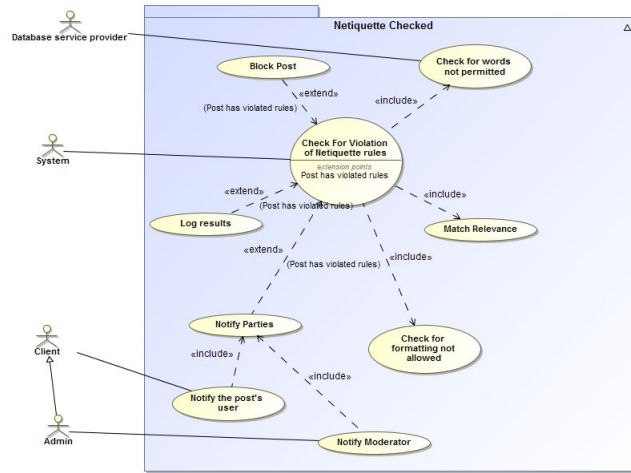 Netiquette Checked
Database service provider
Block Post
Check for words
not permitted
«extend»
(Post has violated rules)
«include»
Check For Violation
of Netiquette rules
extension points
Post has violated rules
System
«extend»
(Post has violated rules)
«include»
Log results
Match Relevance
«extend»
(Post has violated rules)
«include»
Notify Parties
Check for
formatting not
allowed
Client
«include»
«include»
Notify the post's
user
Admin
Notify Moderator